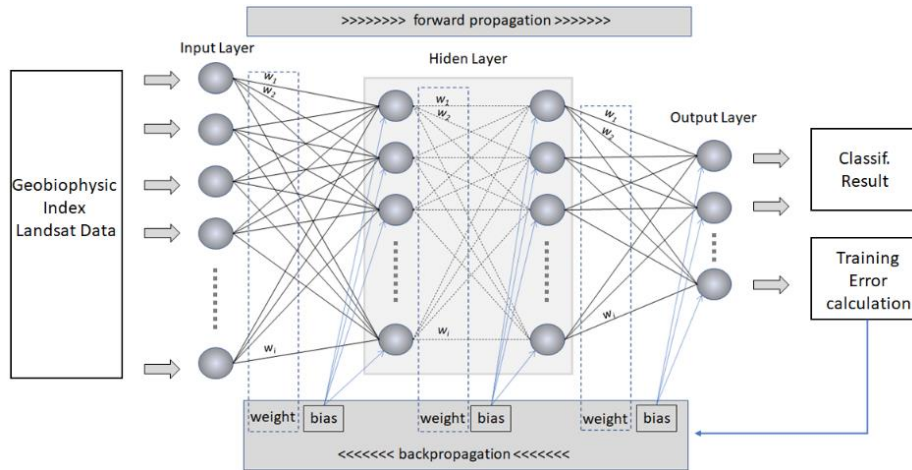 >>>>>>>> forward propagation >>>>>>>
Input Layer
Hiden Layer
Output Layer
Geobiophysic
Index
Landsat Data
w1
w2
wi
w1
w2
wi
w1
w2
wi
Classif.
Result
Training
Error
calculation
weight
bias
weight
bias
weight
bias
<<<<<<< backpropagation <<<<<<<